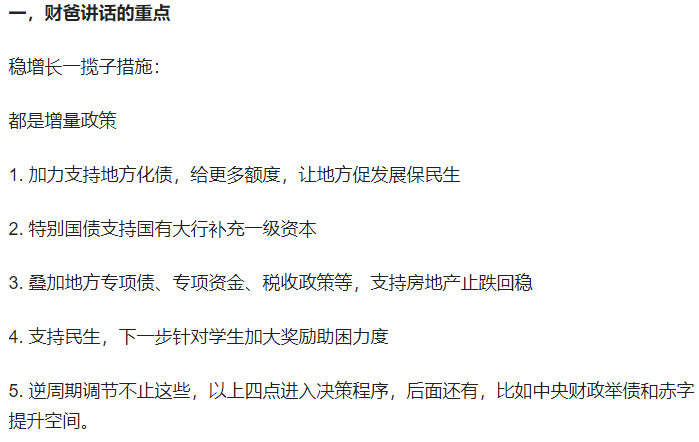 一，财爸讲话的重点
稳增长一揽子措施：
都是增量政策
1. 加力支持地方化债，给更多额度，让地方促发展保民生
2. 特别国债支持国有大行补充一级资本
3. 叠加地方专项债、专项资金、税收政策等，支持房地产止跌回稳
4. 支持民生，下一步针对学生加大奖励助困力度
5. 逆周期调节不止这些，以上四点进入决策程序，后面还有，比如中央财政举债和赤字
提升空间。